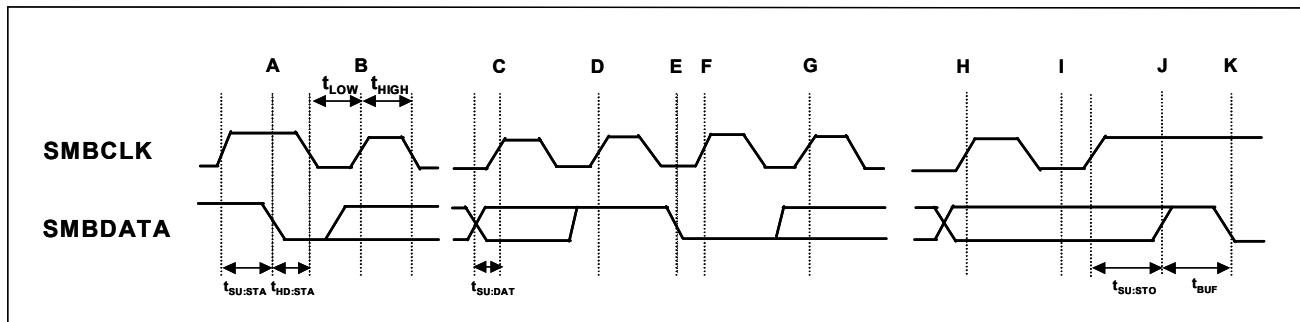 A B C D E F G H I J K
tLOW tHIGH
SMBCLK
SMBDATA
tSU:STA tHD:STA tSU:DAT tSU:STO tBUF